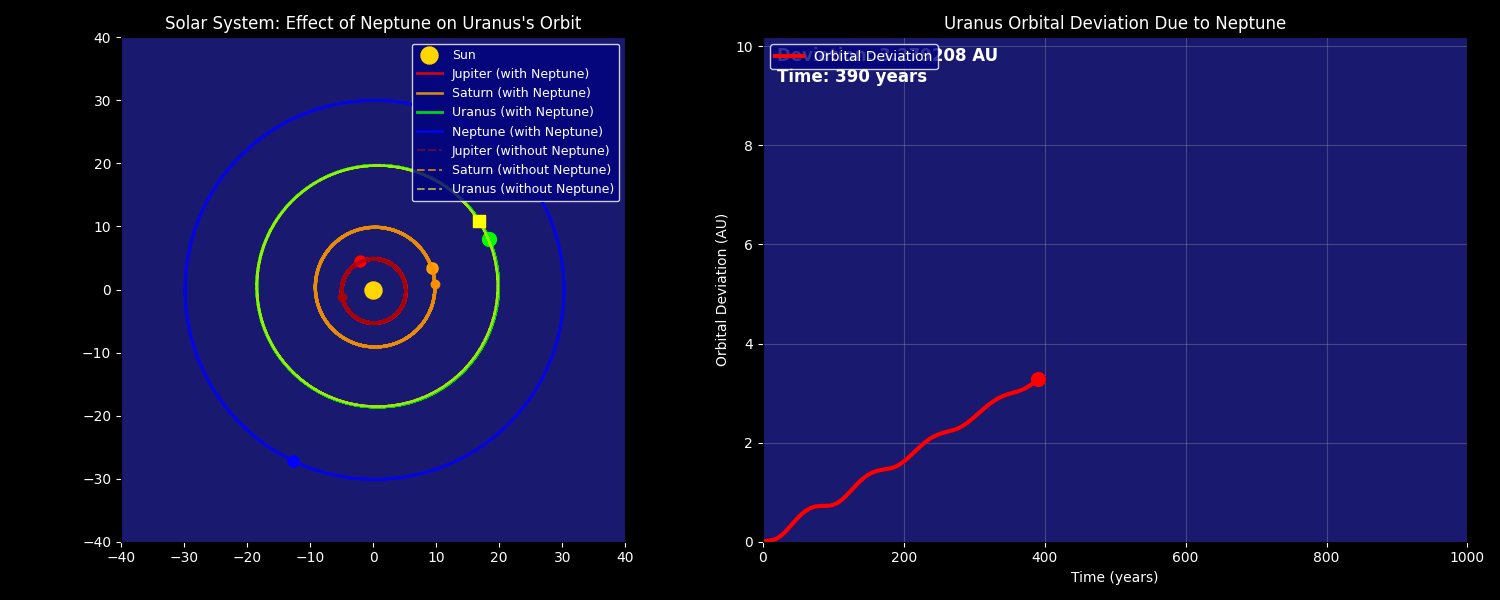 Solar System: Effect of Neptune on Uranus's Orbit
40
30
20
10
0
−10
−20
−30
−40
−40
−30
−20
−10
0
10
20
30
40
Sun
Jupiter (with Neptune)
Saturn (with Neptune)
Uranus (with Neptune)
Neptune (with Neptune)
Jupiter (without Neptune)
Saturn (without Neptune)
Uranus (without Neptune)
Uranus Orbital Deviation Due to Neptune
Orbital Deviation (AU)
10
8
6
4
2
0
Orbital Deviation
208 AU
Time: 390 years
0
200
400
600
800
1000
Time (years)